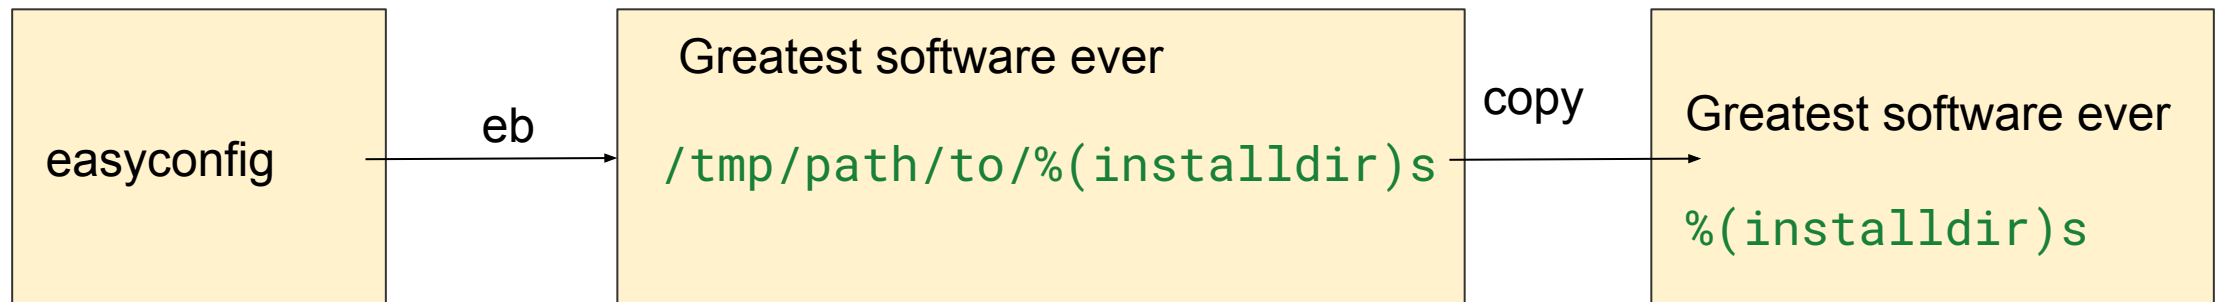 easyconfig
eb
Greatest software ever
/tmp/path/to/%(installdir)s
copy
Greatest software ever
%(installdir)s